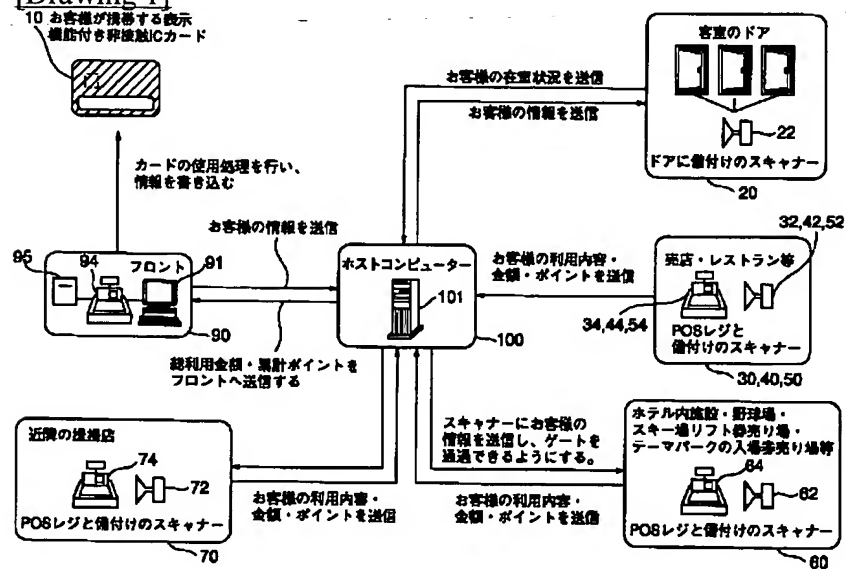 [Drawing 1]
10 お客様が携帯する表示
機能付き非接触ICカード
カードの使用処理を行い、
情報を書き込む
お客様の情報を送信
95
94
フロント
91
90
総利用金額・累計ポイントを
フロントへ送信する
ホストコンピューター
101
100
お客様の在室状況を送信
お客様の情報を送信
客室のドア
22
ドアに備付けのスキャナー
20
お客様の利用内容・
金額・ポイントを送信
32,42,52
売店・レストラン等
34,44,54
POSレジと
備付けのスキャナー
30,40,50
近隣の提携店
74
72
POSレジと備付けのスキャナー
70
お客様の利用内容・
金額・ポイントを送信
スキャナーにお客様の
情報を送信し、ゲートを
通過できるようにする。
お客様の利用内容・
金額・ポイントを送信
ホテル内施設・野球場・
スキー場リフト券売り場・
テーマパークの入場券売り場等
64
62
POSレジと備付けのスキャナー
60